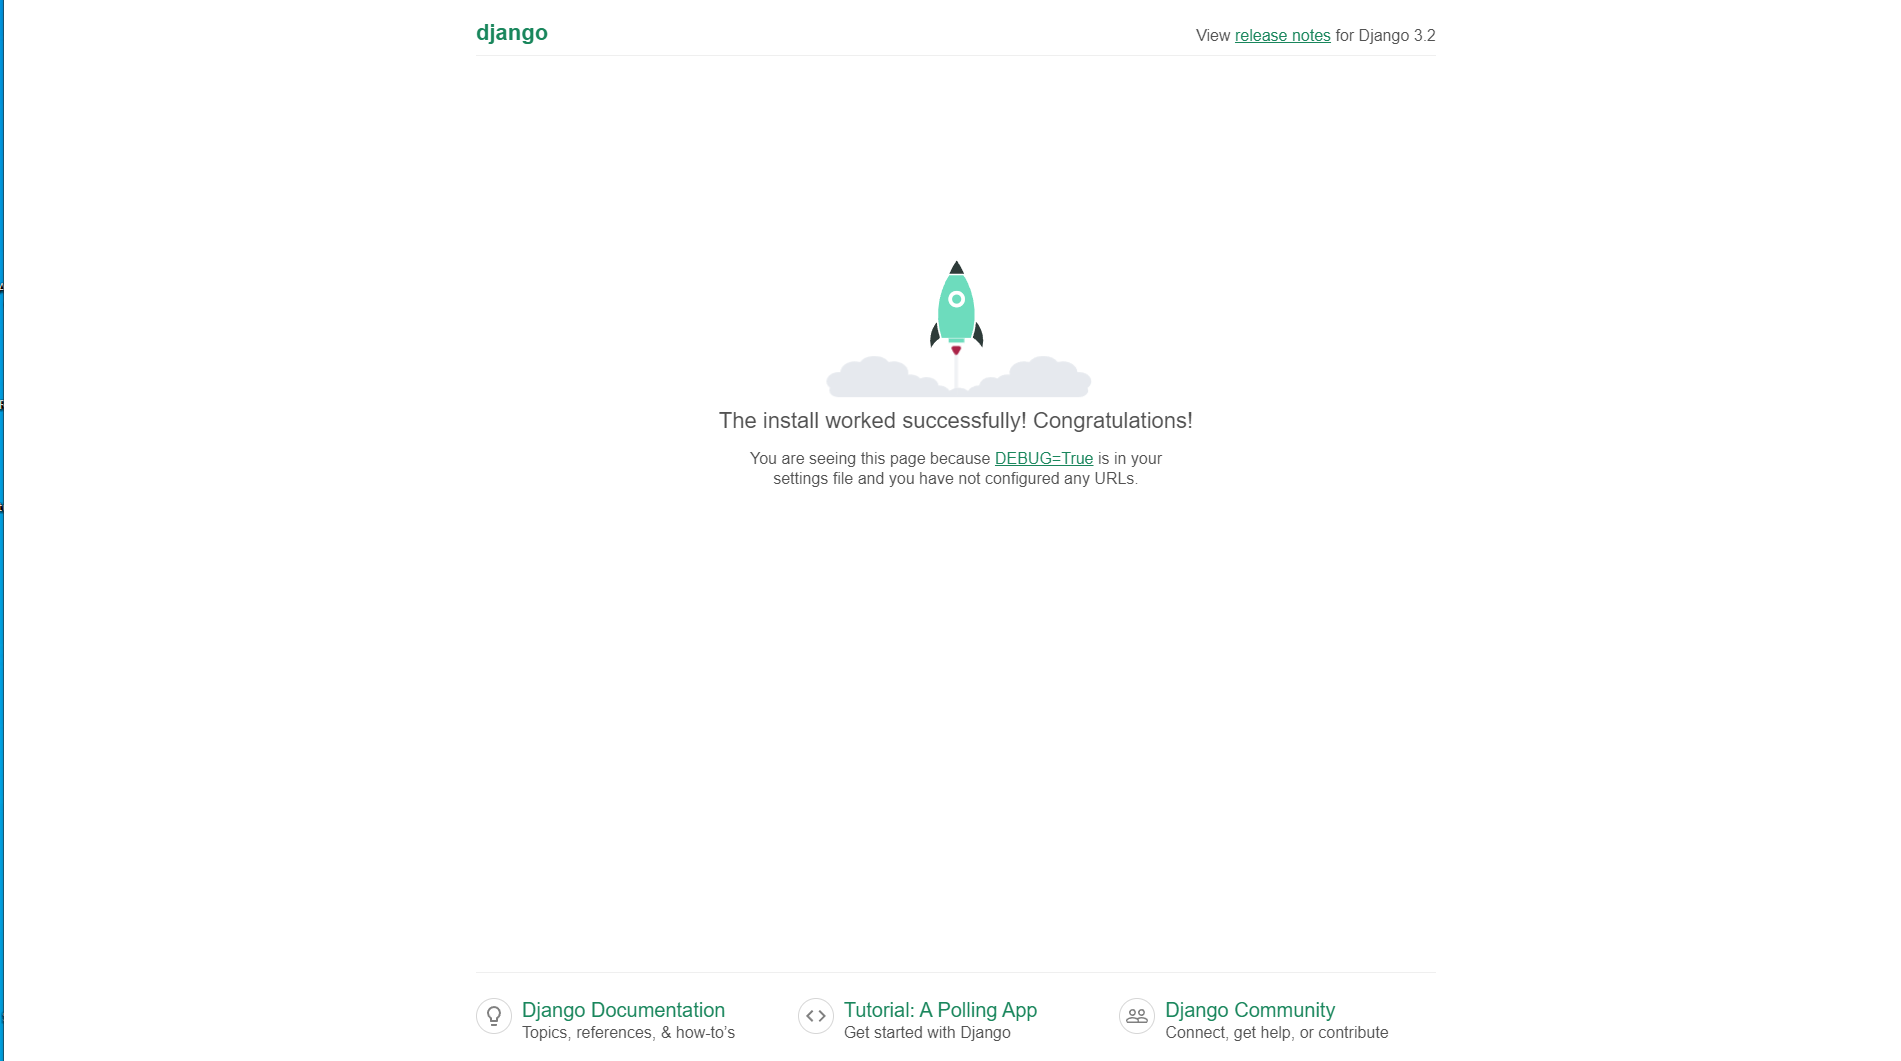 django
View release notes for Django 3.2
The install worked successfully! Congratulations!
You are seeing this page because DEBUG=True is in your
settings file and you have not configured any URLs.
Django Documentation
Topics, references, & how-to’s
Tutorial: A Polling App
Get started with Django
Django Community
Connect, get help, or contribute